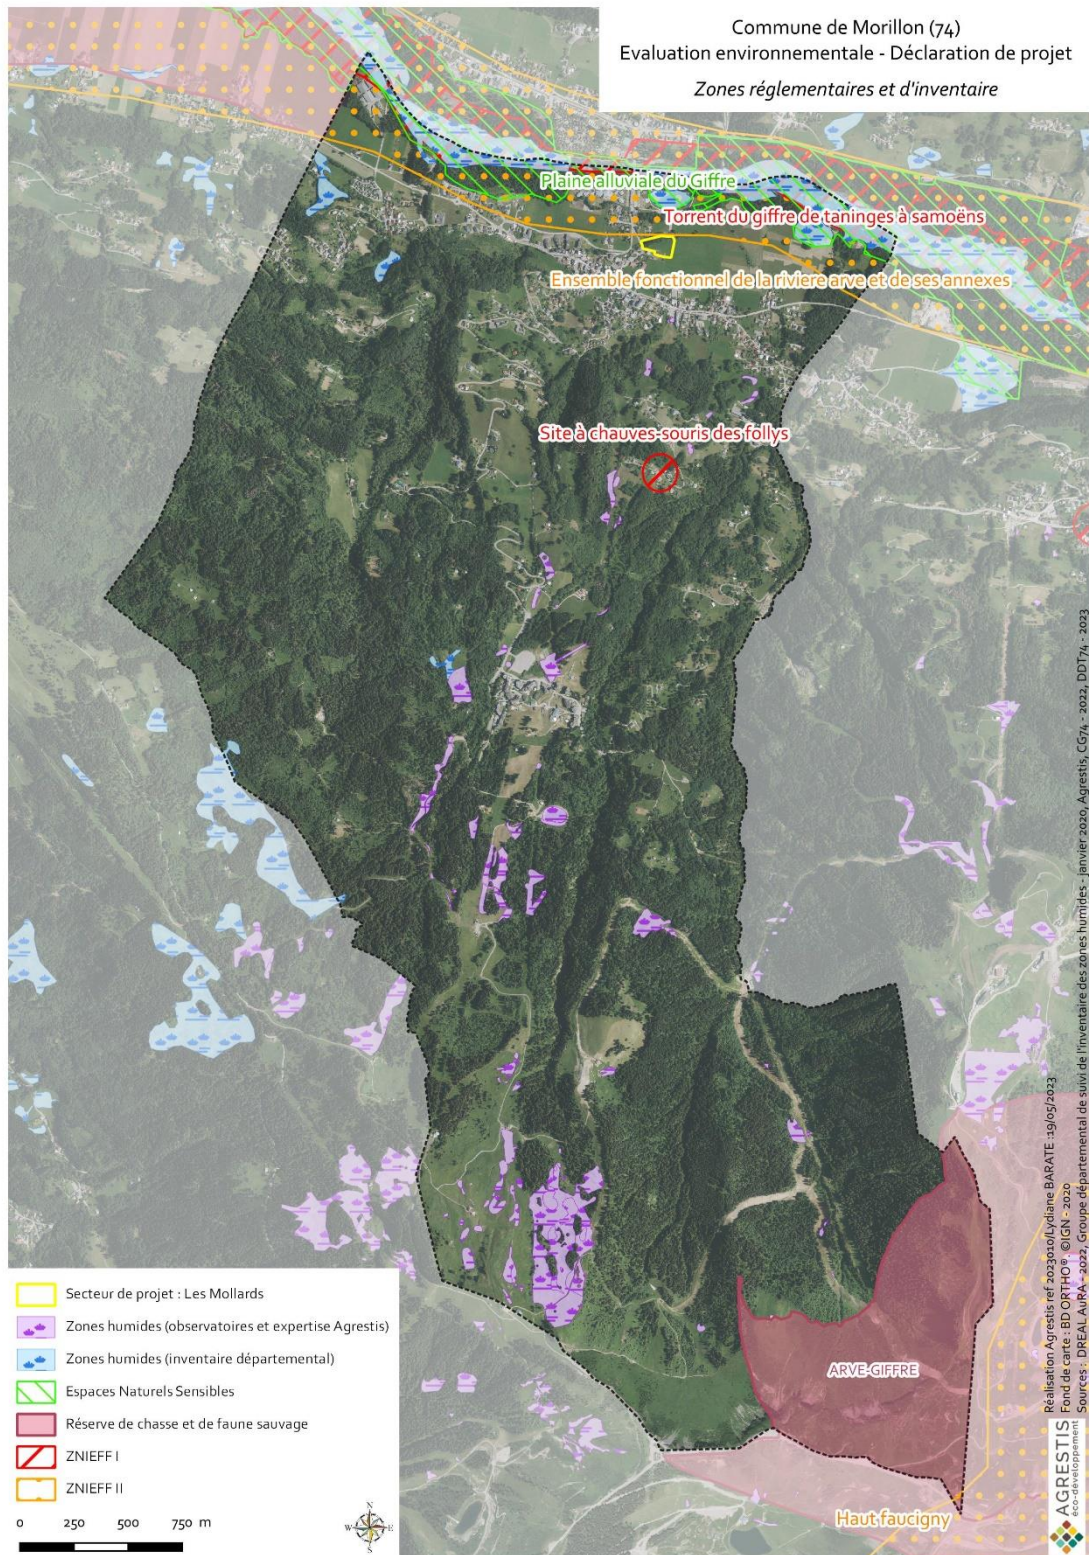 Commune de Morillon (74)
Evaluation environnementale - Déclaration de projet
Zones réglementaires et d'inventaire
Plaine alluviale du Giffre
Torrent du giffre de taninges à samoëns
Ensemble fonctionnel de la riviere arve et de ses annexes
Site à chauves-souris des follys
ARVE-GIFFRE
Haut faucigny
Secteur de projet : Les Mollards
Zones humides (observatoires et expertise Agrestis)
Zones humides (inventaire départemental)
Espaces Naturels Sensibles
Réserve de chasse et de faune sauvage
ZNIEFF I
ZNIEFF II
0 250 500 750 m
N
W E
S
Réalisation Agrestis ref 2023010/Lydiane BARATE :19/05/2023
Fond de carte : BD ORTHO®, ©IGN - 2020
Sources : DREAL AuRA - 2022, Groupe départemental de suivi de l'inventaire des zones humides - janvier 2020, Agrestis, CG74 - 2022, DDT74 - 2023
AGRESTIS
éco-développement